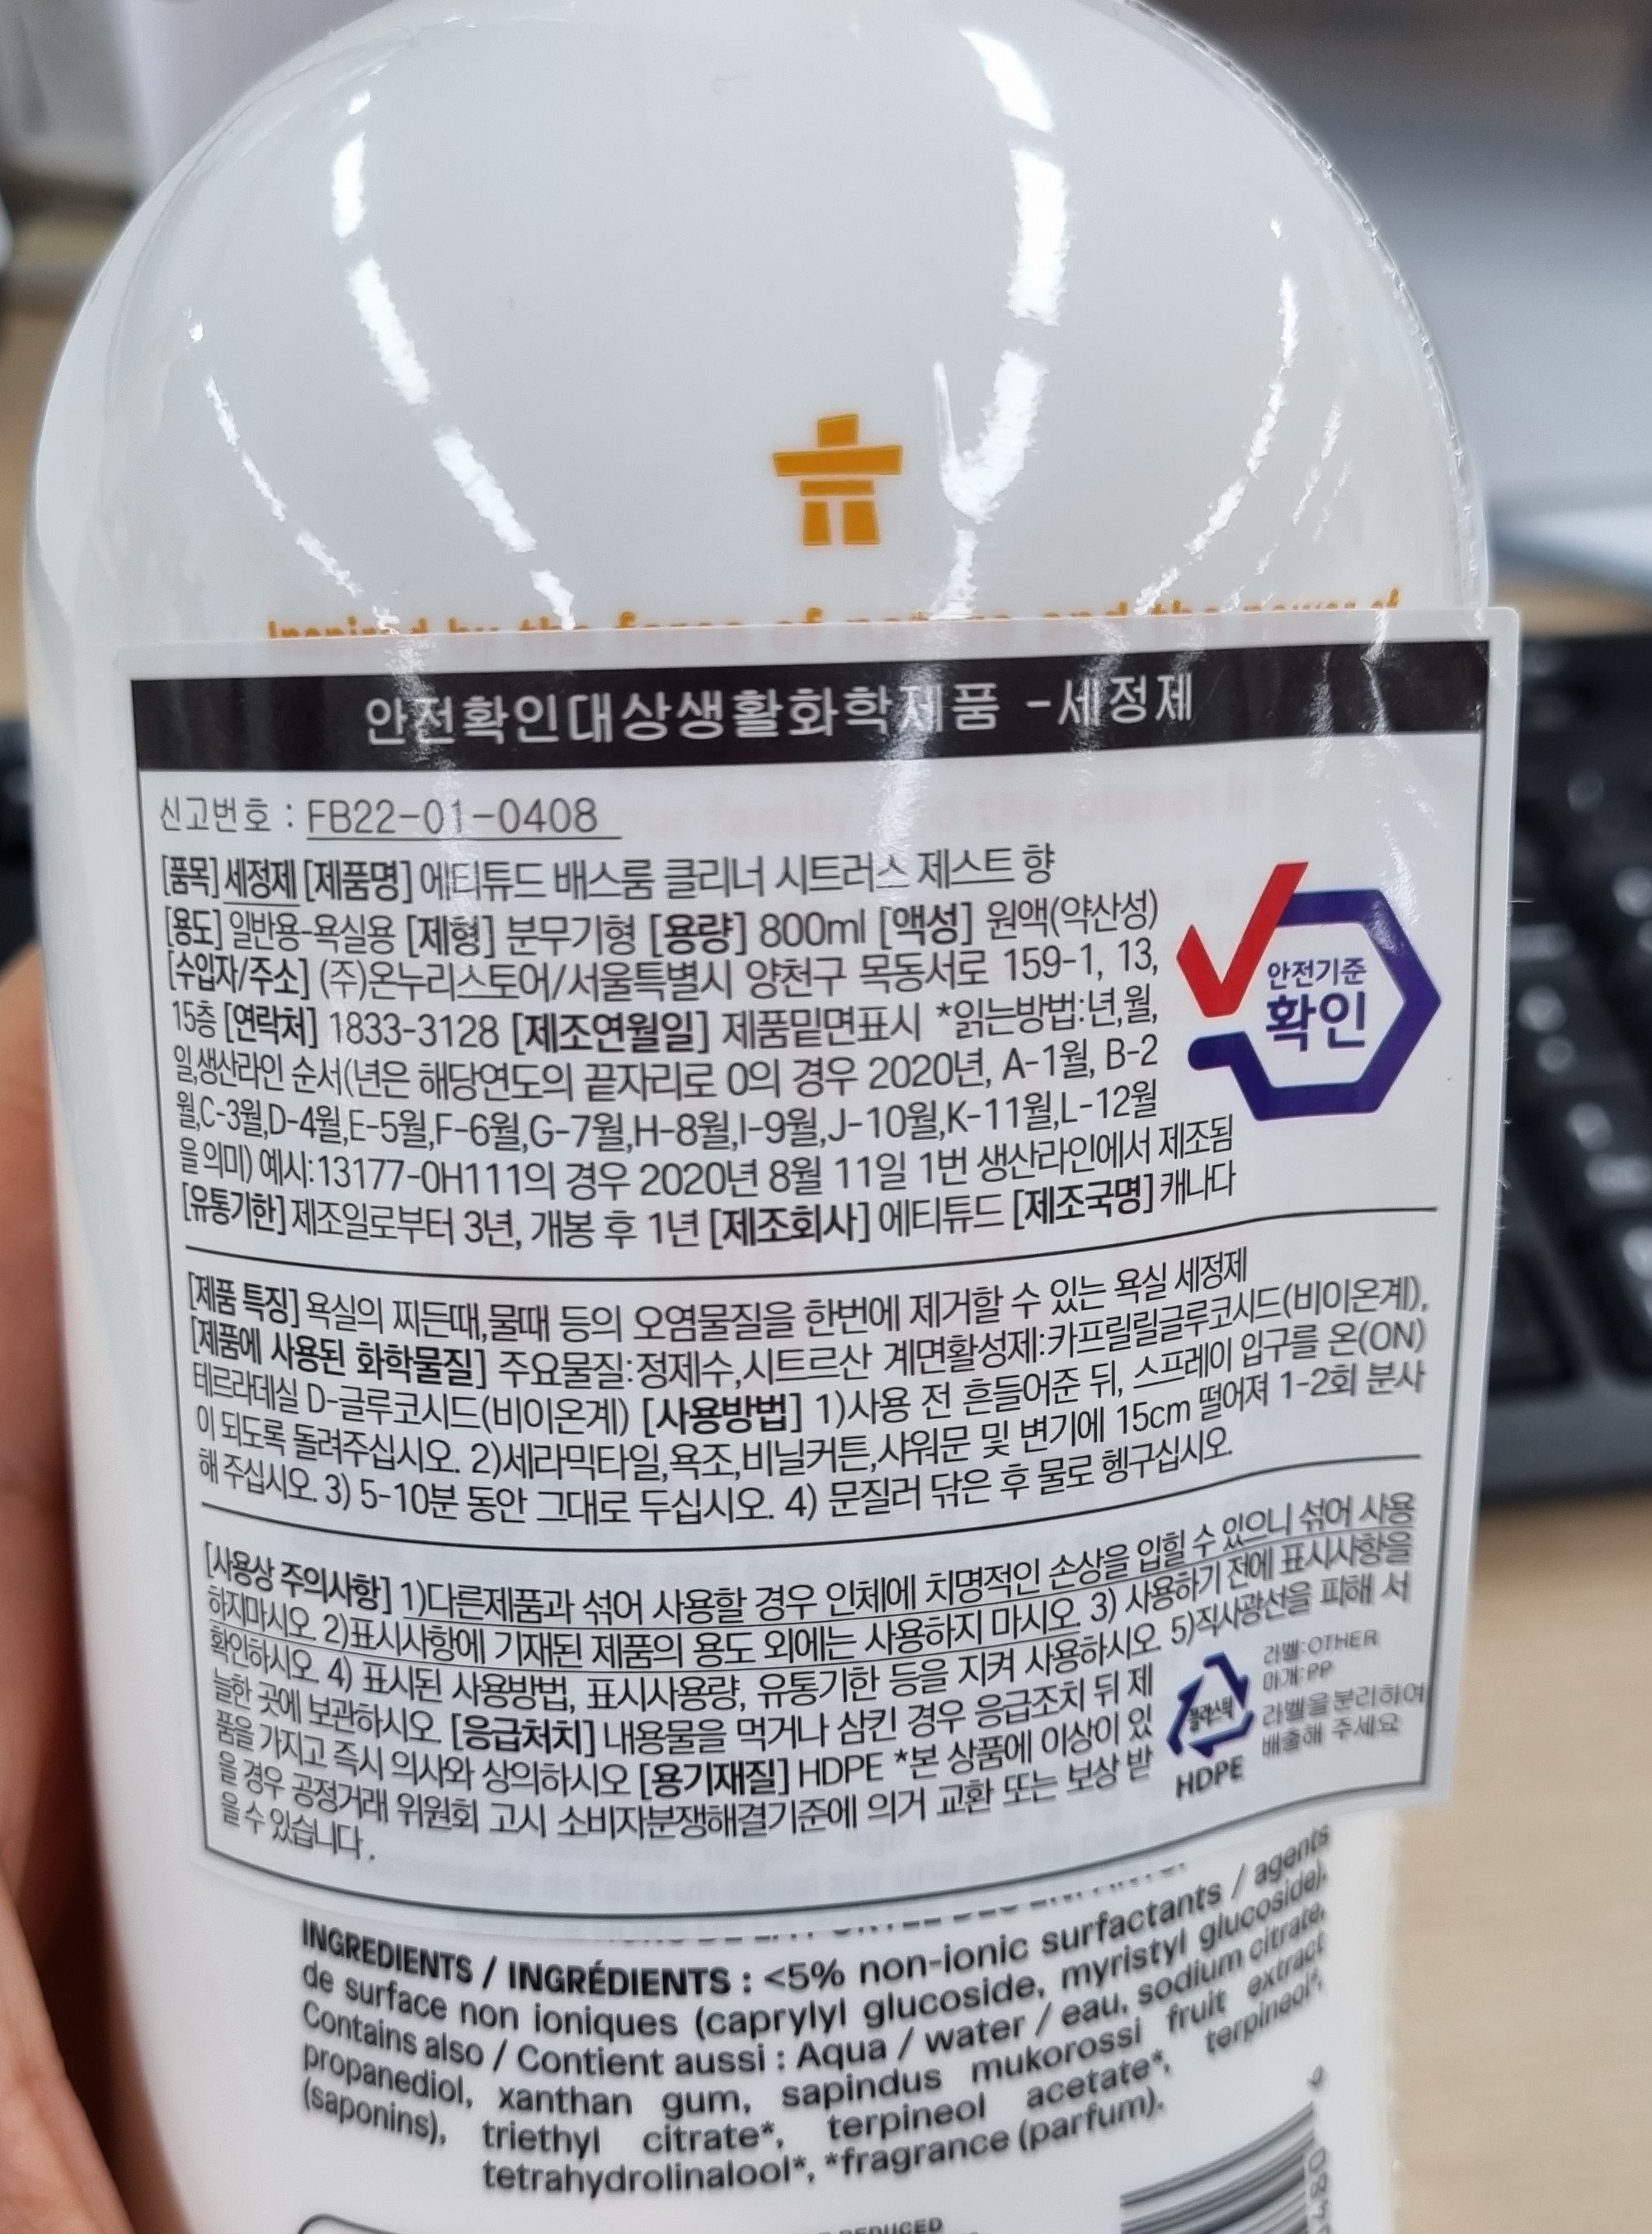 Inspired by the force of nature and the power of
안전확인대상생활화학제품 -세정제
신고번호 : FB22-01-0408
[품목] 세정제 [제품명] 에티튜드 배스룸 클리너 시트러스 제스트 향
[용도] 일반용-욕실용 [제형] 분무기형 [용량] 800ml [액성] 원액(약산성)
[수입자/주소] (주)온누리스토어/서울특별시 양천구 목동서로 159-1, 13,
15층 [연락처] 1833-3128 [제조연월일] 제품밑면표시 *읽는방법:년,월,
일,생산라인 순서(년은 해당연도의 끝자리로 0의 경우 2020년, A-1월, B-2
월,C-3월,D-4월,E-5월,F-6월,G-7월,H-8월,I-9월,J-10월,K-11월,L-12월
을 의미) 예시:13177-0H111의 경우 2020년 8월 11일 1번 생산라인에서 제조됨
[유통기한] 제조일로부터 3년, 개봉 후 1년 [제조회사] 에티튜드 [제조국명] 캐나다
안전기준
확인
[제품 특징] 욕실의 찌든때,물때 등의 오염물질을 한번에 제거할 수 있는 욕실 세정제
[제품에 사용된 화학물질] 주요물질:정제수,시트르산 계면활성제:카프릴릴글루코시드(비이온계),
테르라데실 D-글루코시드(비이온계) [사용방법] 1)사용 전 흔들어준 뒤, 스프레이 입구를 온(ON)
이 되도록 돌려주십시오. 2)세라믹타일,욕조,비닐커튼,샤워문 및 변기에 15cm 떨어져 1-2회 분사
해 주십시오. 3) 5-10분 동안 그대로 두십시오. 4) 문질러 닦은 후 물로 헹구십시오.
[사용상 주의사항] 1)다른제품과 섞어 사용할 경우 인체에 치명적인 손상을 입힐 수 있으니 섞어 사용
하지마시오. 2)표시사항에 기재된 제품의 용도 외에는 사용하지 마시오. 3) 사용하기 전에 표시사항을
확인하시오. 4) 표시된 사용방법, 표시사용량, 유통기한 등을 지켜 사용하시오. 5)직사광선을 피해 서
늘한 곳에 보관하시오. [응급처치] 내용물을 먹거나 삼킨 경우 응급조치 뒤 제
품을 가지고 즉시 의사와 상의하시오 [용기재질] HDPE *본 상품에 이상이 있
을 경우 공정거래 위원회 고시 소비자분쟁해결기준에 의거 교환 또는 보상 받
을 수 있습니다.
플라스틱
HDPE
라벨:OTHER
마개:PP
라벨을 분리하여
배출해 주세요
INGREDIENTS / INGRÉDIENTS : <5% non-ionic surfactants / agents
de surface non ioniques (caprylyl glucoside, myristyl glucoside).
Contains also / Contient aussi : Aqua / water / eau, sodium citrate,
propanediol, xanthan gum, sapindus mukorossi fruit extract
(saponins), triethyl citrate*, terpineol acetate*, terpineol*,
tetrahydrolinalool*, *fragrance (parfum).
REDUCED